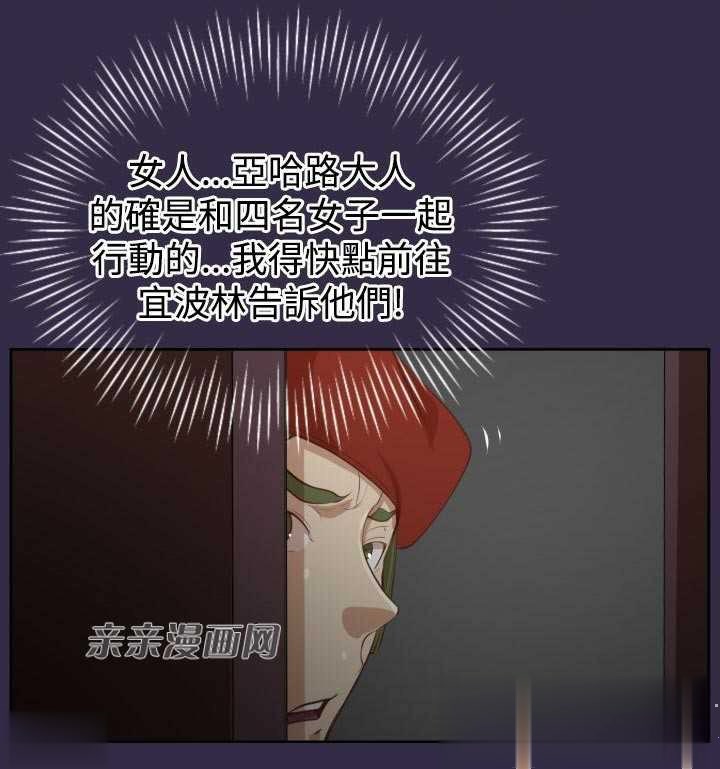 女人...亞哈路大人
的確是和四名女子一起
行動的...我得快點前往
宜波林告訴他們!
亲亲漫画网